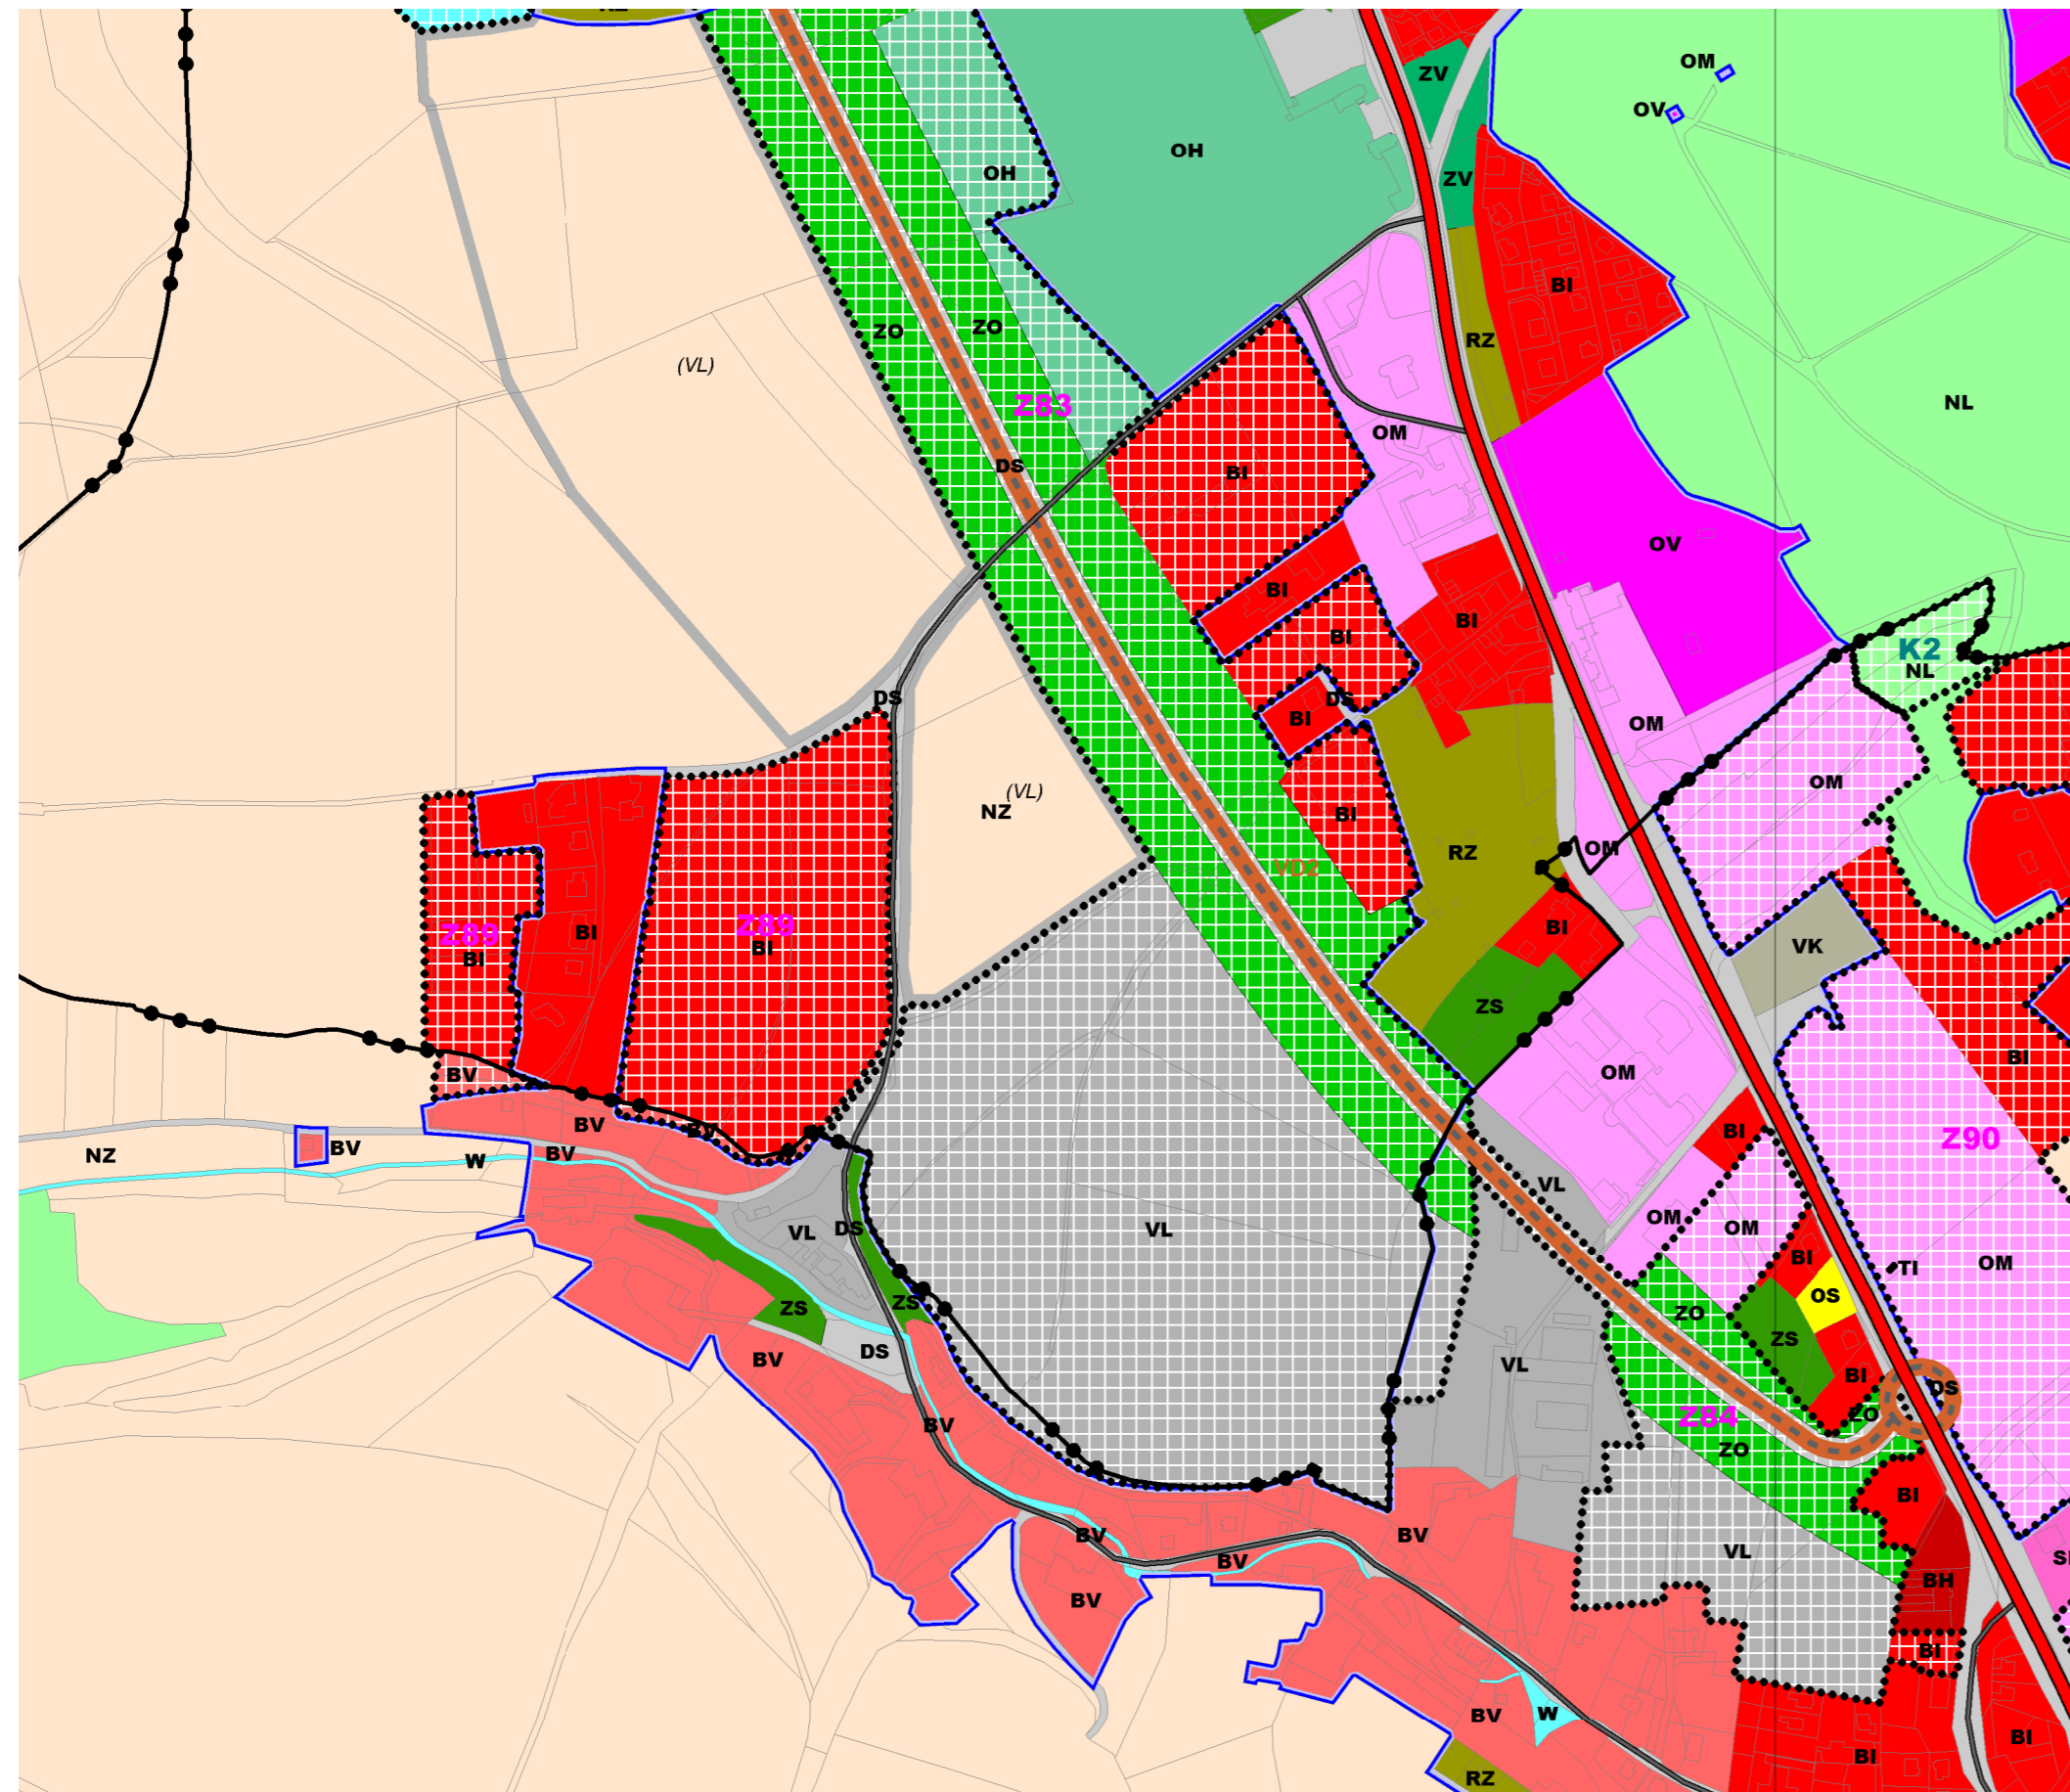 OM
ZV
OV
OH
OH
ZV
BI
ZO
ZO
RZ
(VL)
NL
Z83
OM
DS
BI
OV
BI
BI
BI
K2
NL
DS
DS
BI
OM
OM
(VL)
NZ
BI
RZ
OM
VD2
Z89
Z89
BI
BI
BI
BI
VK
ZS
BI
OM
BV
BV
BV
BI
Z90
NZ
BV
W
BV
VL
OM
OM
VL
DS
VL
BI
TI
OM
ZS
ZS
OS
ZO
ZS
DS
VL
BV
BI
DS
ZO
Z84
BV
ZO
BI
BV
BV
BV
VL
BH
BV
BI
BV
W
BI
BI
RZ